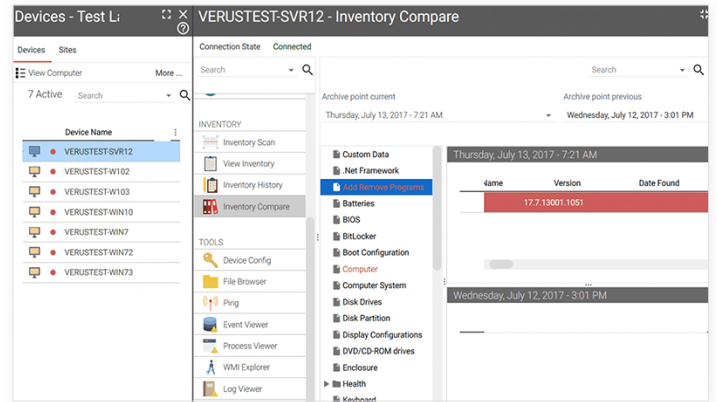 Devices - Test L
VERUSTEST-SVR12 - Inventory Compare
Devices Sites
View Computer More ...
7 Active Search
Device Name
VERUSTEST-SVR12
VERUSTEST-W102
VERUSTEST-W103
VERUSTEST-WIN10
VERUSTEST-WIN7
VERUSTEST-WIN72
VERUSTEST-WIN73
Connection State Connected
Search
INVENTORY
Inventory Scan
View Inventory
Inventory History
Inventory Compare
TOOLS
Device Config
File Browser
Ping
Event Viewer
Process Viewer
WMI Explorer
Log Viewer
Search
Archive point current
Thursday, July 13, 2017 - 7:21 AM
Archive point previous
Wednesday, July 12, 2017 - 3:01 PM
Custom Data
.Net Framework
Add Remove Programs
Batteries
BIOS
BitLocker
Boot Configuration
Computer
Computer System
Disk Drives
Disk Partition
Display Configurations
DVD/CD-ROM drives
Enclosure
Health
Keyboard
Thursday, July 13, 2017 - 7:21 AM
Name Version Date Found
17.7.13001.1051
Wednesday, July 12, 2017 - 3:01 PM